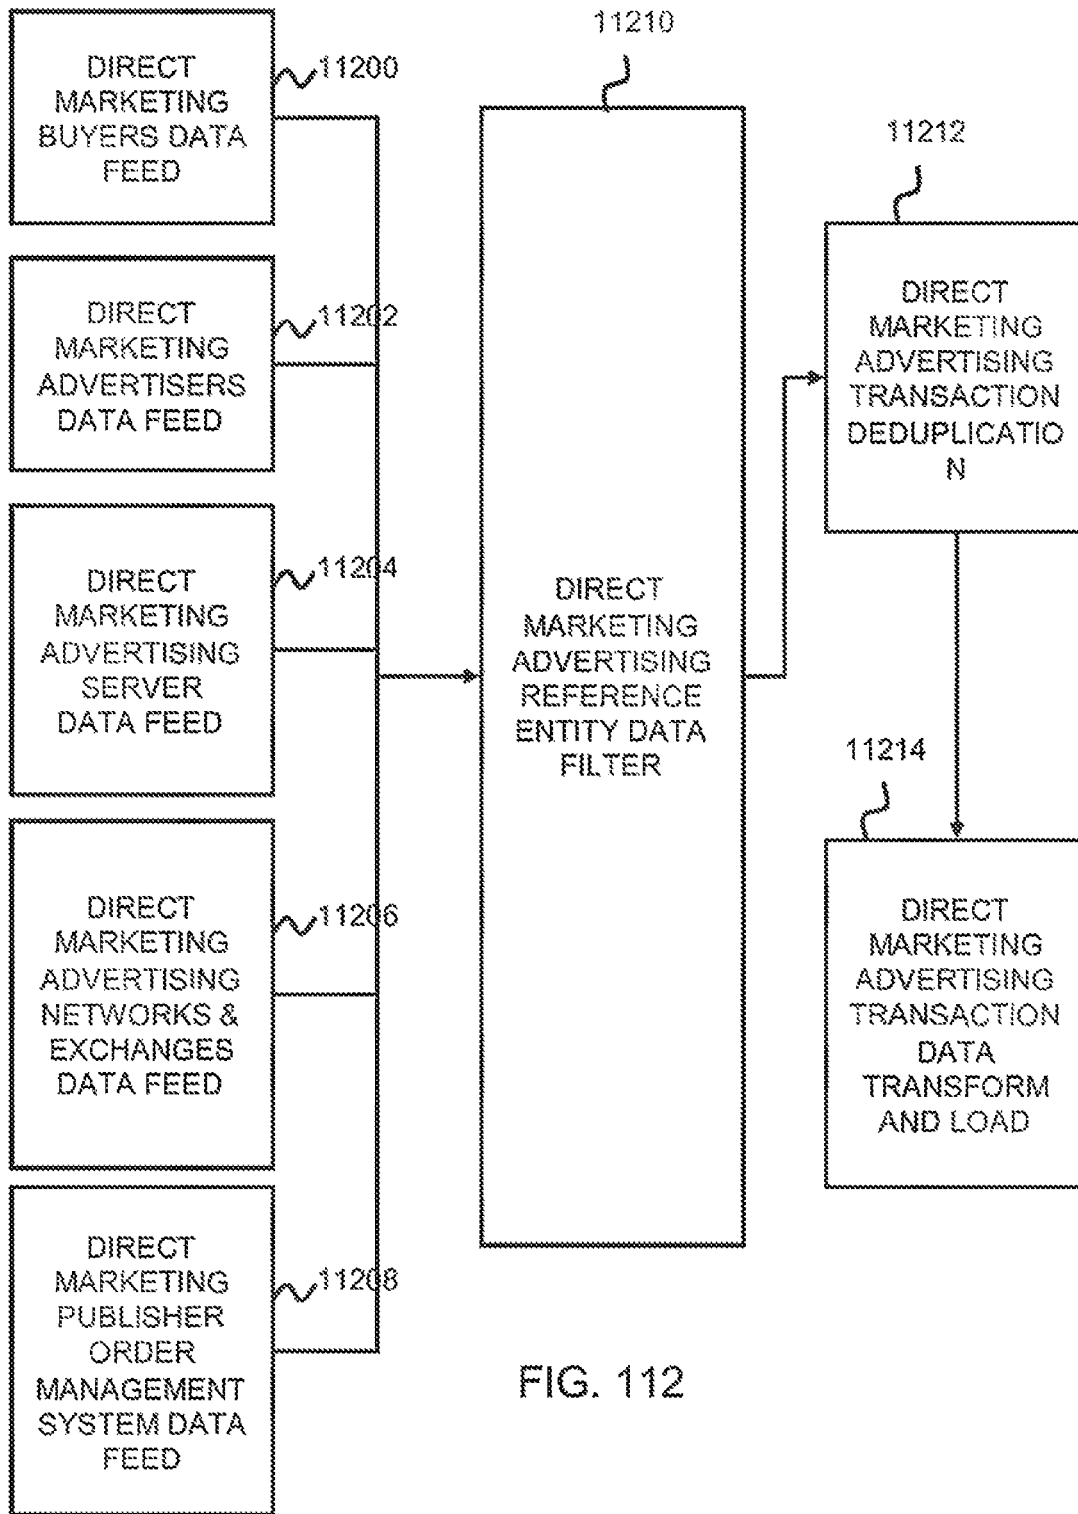 DIRECT
MARKETING
BUYERS DATA
FEED
11200
DIRECT
MARKETING
ADVERTISERS
DATA FEED
11202
DIRECT
MARKETING
ADVERTISING
SERVER
DATA FEED
11204
DIRECT
MARKETING
ADVERTISING
NETWORKS &
EXCHANGES
DATA FEED
11206
DIRECT
MARKETING
PUBLISHER
ORDER
MANAGEMENT
SYSTEM DATA
FEED
11208
11210
DIRECT
MARKETING
ADVERTISING
REFERENCE
ENTITY DATA
FILTER
11212
DIRECT
MARKETING
ADVERTISING
TRANSACTION
DEDUPLICATIO
N
11214
DIRECT
MARKETING
ADVERTISING
TRANSACTION
DATA
TRANSFORM
AND LOAD
FIG. 112